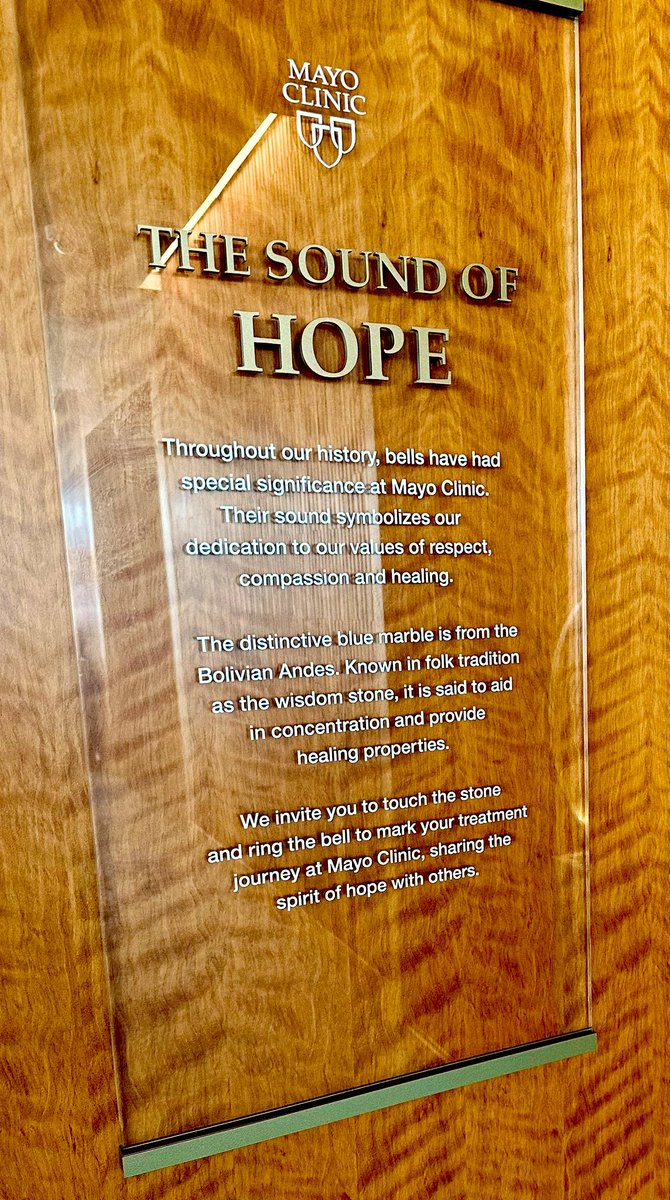 MAYO
CLINIC
THE SOUND OF
HOPE
Throughout our history, bells have had
special significance at Mayo Clinic.
Their sound symbolizes our
dedication to our values of respect,
compassion and healing.
The distinctive blue marble is from the
Bolivian Andes. Known in folk tradition
as the wisdom stone, it is said to aid
in concentration and provide
healing properties.
We invite you to touch the stone
and ring the bell to mark your treatment
journey at Mayo Clinic, sharing the
spirit of hope with others.